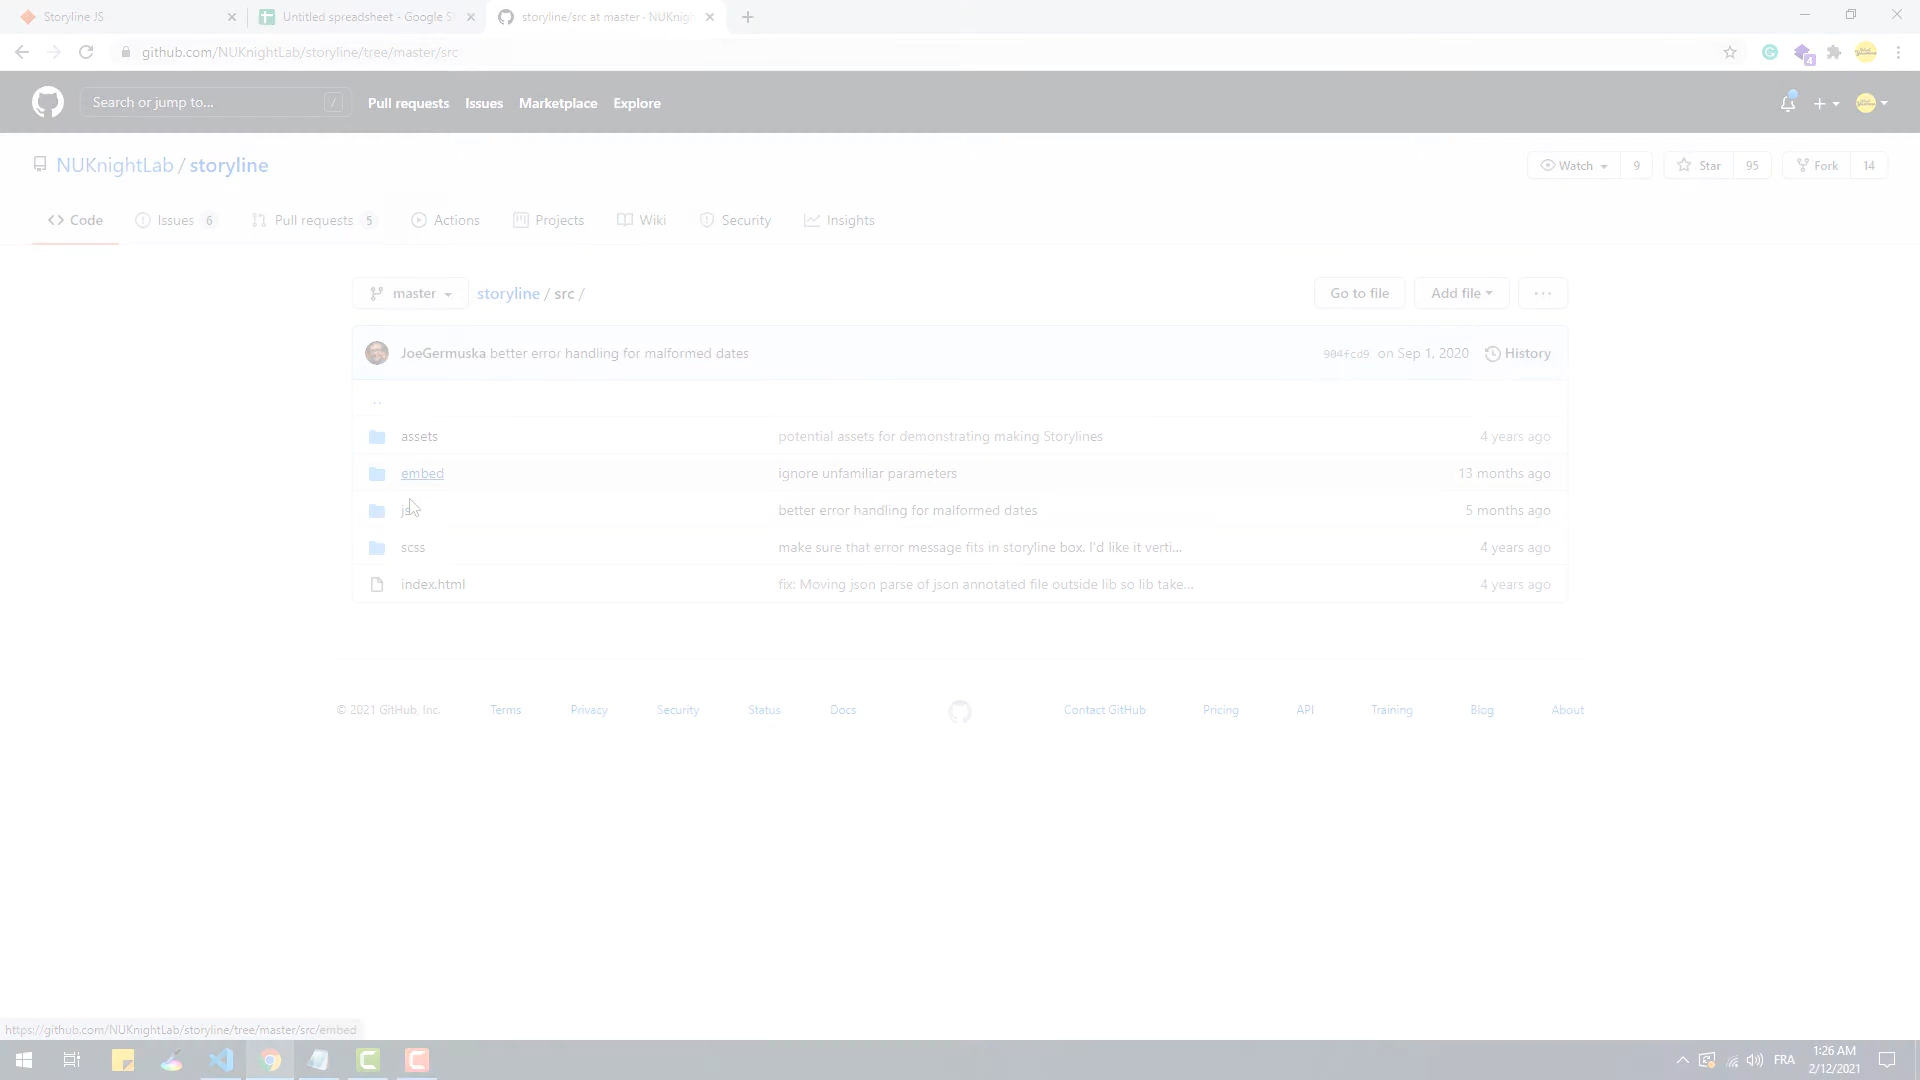 Storyline JS
Untitled spreadsheet - Google S
storyline/src at master · NUKnigh
github.com/NUKnightLab/storyline/tree/master/src
4
Search or jump to...
/
Pull requests
Issues
Marketplace
Explore
NUKnightLab / storyline
Watch
9
Star
95
Fork
14
Code
Issues 6
Pull requests 5
Actions
Projects
Wiki
Security
Insights
master
storyline / src /
Go to file
Add file
JoeGermuska better error handling for malformed dates
904fcd9 on Sep 1, 2020
History
..
assets
potential assets for demonstrating making Storylines
4 years ago
embed
ignore unfamiliar parameters
13 months ago
js
better error handling for malformed dates
5 months ago
scss
make sure that error message fits in storyline box. I'd like it verti...
4 years ago
index.html
fix: Moving json parse of json annotated file outside lib so lib take...
4 years ago
© 2021 GitHub, Inc.
Terms
Privacy
Security
Status
Docs
Contact GitHub
Pricing
API
Training
Blog
About
https://github.com/NUKnightLab/storyline/tree/master/src/embed
FRA
1:26 AM
2/12/2021